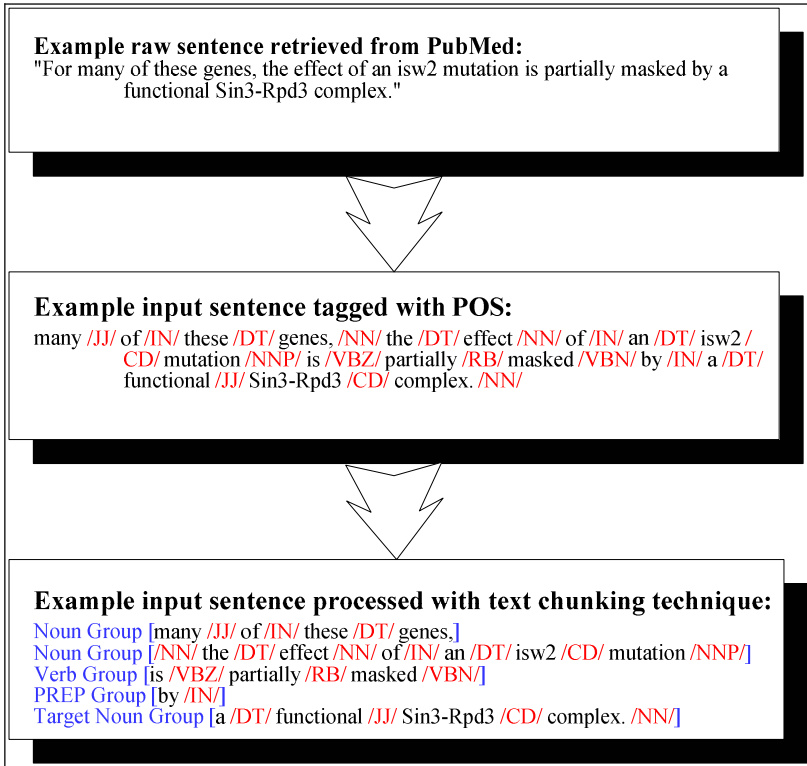 Example raw sentence retrieved from PubMed:
"For many of these genes, the effect of an isw2 mutation is partially masked by a
functional Sin3-Rpd3 complex."
Example input sentence tagged with POS:
many /JJ/ of /IN/ these /DT/ genes, /NN/ the /DT/ effect /NN/ of /IN/ an /DT/ isw2 /
CD/ mutation /NNP/ is /VBZ/ partially /RB/ masked /VBN/ by /IN/ a /DT/
functional /JJ/ Sin3-Rpd3 /CD/ complex. /NN/
Example input sentence processed with text chunking technique:
Noun Group [many /JJ/ of /IN/ these /DT/ genes,]
Noun Group [/NN/ the /DT/ effect /NN/ of /IN/ an /DT/ isw2 /CD/ mutation /NNP/]
Verb Group [is /VBZ/ partially /RB/ masked /VBN/]
PREP Group [by /IN/]
Target Noun Group [a /DT/ functional /JJ/ Sin3-Rpd3 /CD/ complex. /NN/]